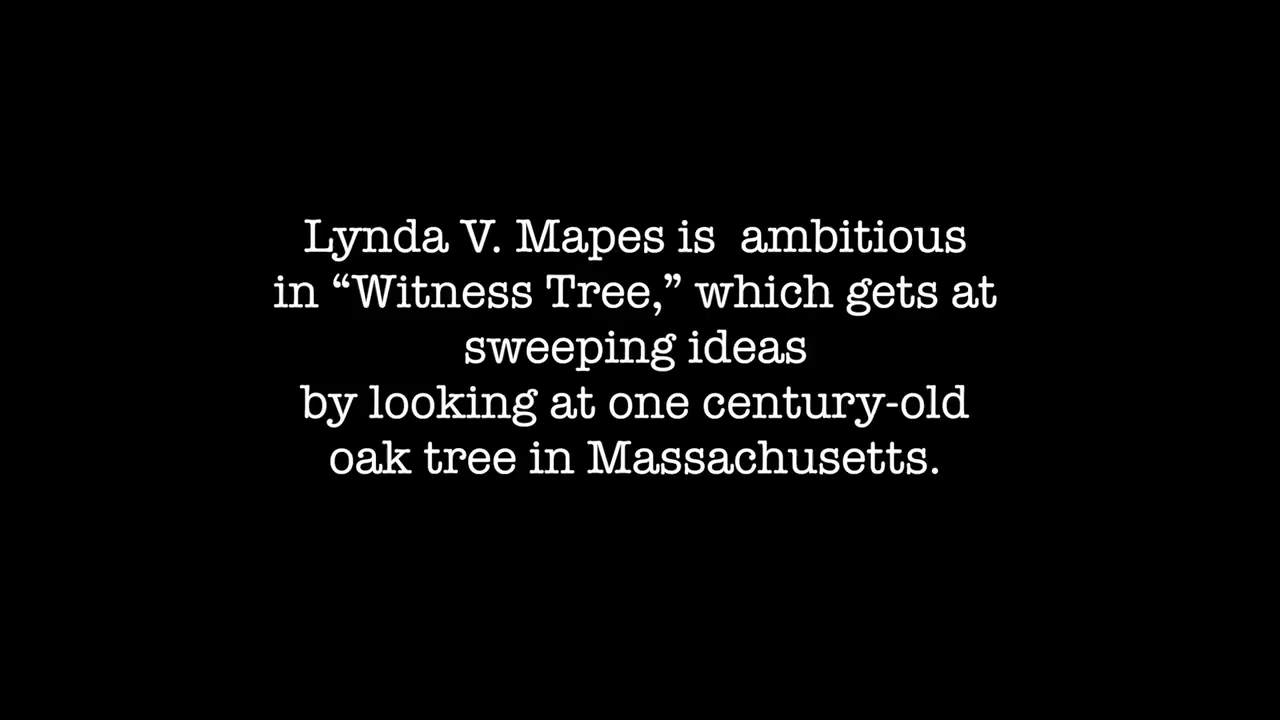 Lynda V. Mapes is  ambitious
in “Witness Tree,” which gets at
sweeping ideas
by looking at one century-old
oak tree in Massachusetts.